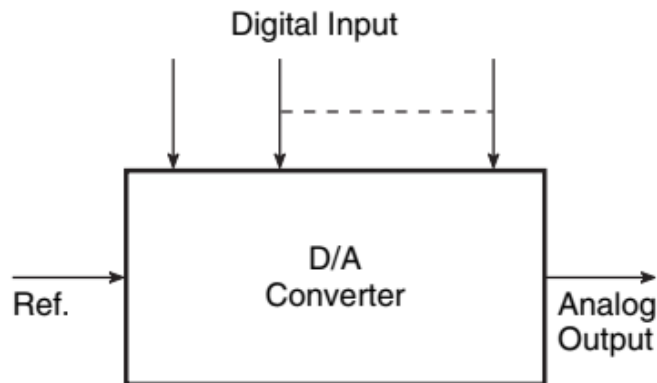 Digital Input
D/A
Converter
Ref.
Analog
Output